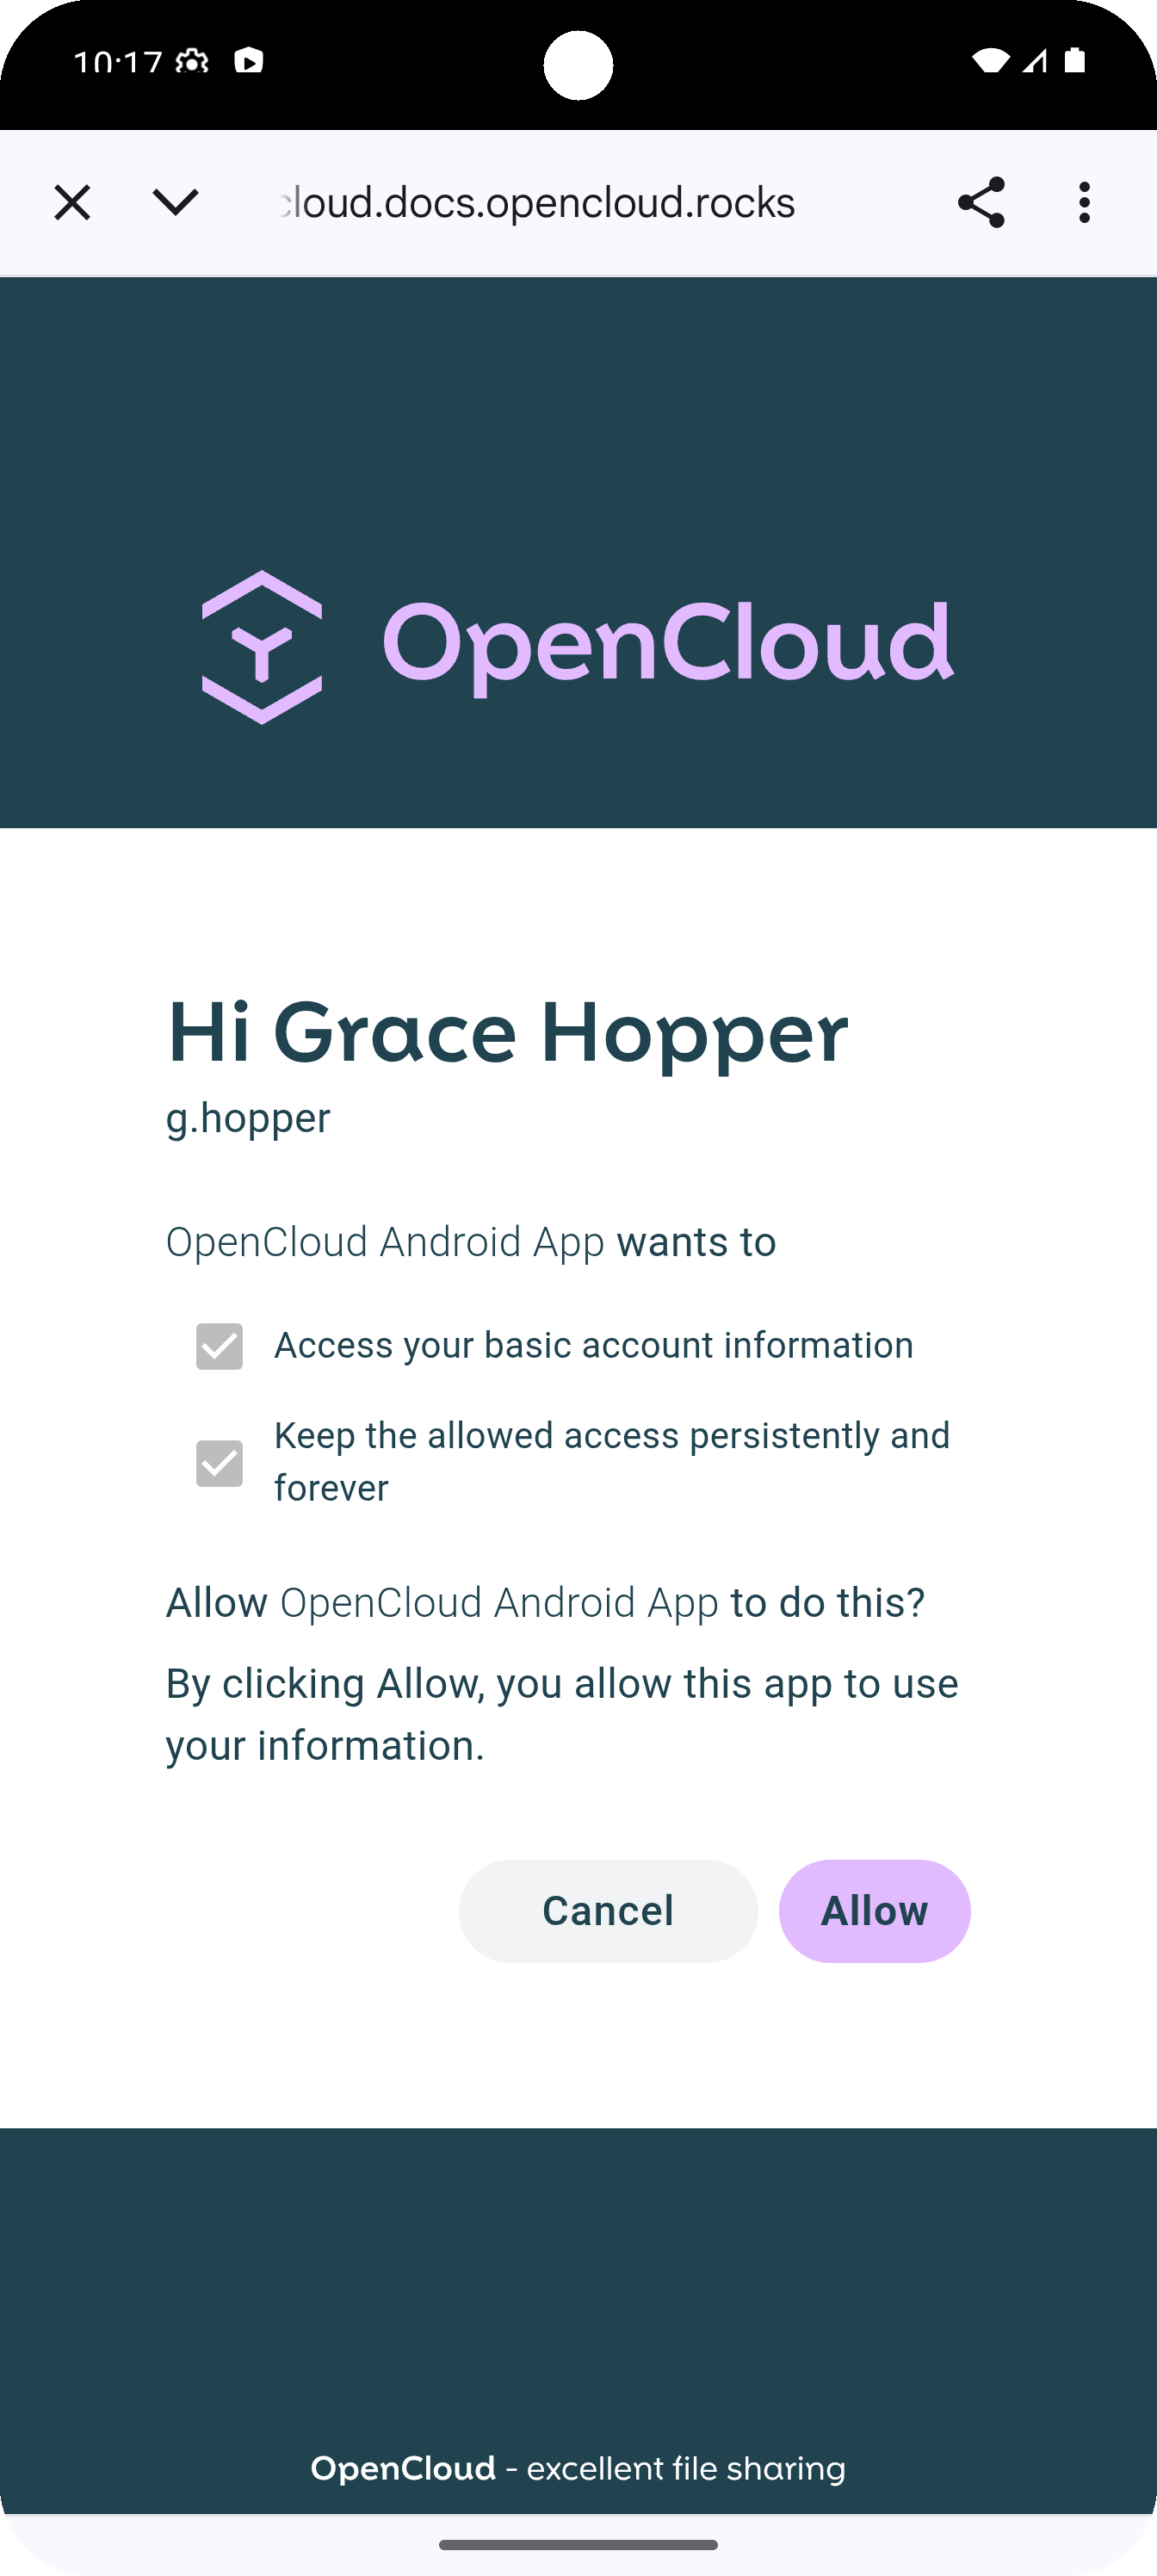 10:17
cloud.docs.opencloud.rocks
OpenCloud
Hi Grace Hopper
g.hopper
OpenCloud Android App wants to
Access your basic account information
Keep the allowed access persistently and
forever
Allow OpenCloud Android App to do this?
By clicking Allow, you allow this app to use
your information.
Cancel
Allow
OpenCloud - excellent file sharing